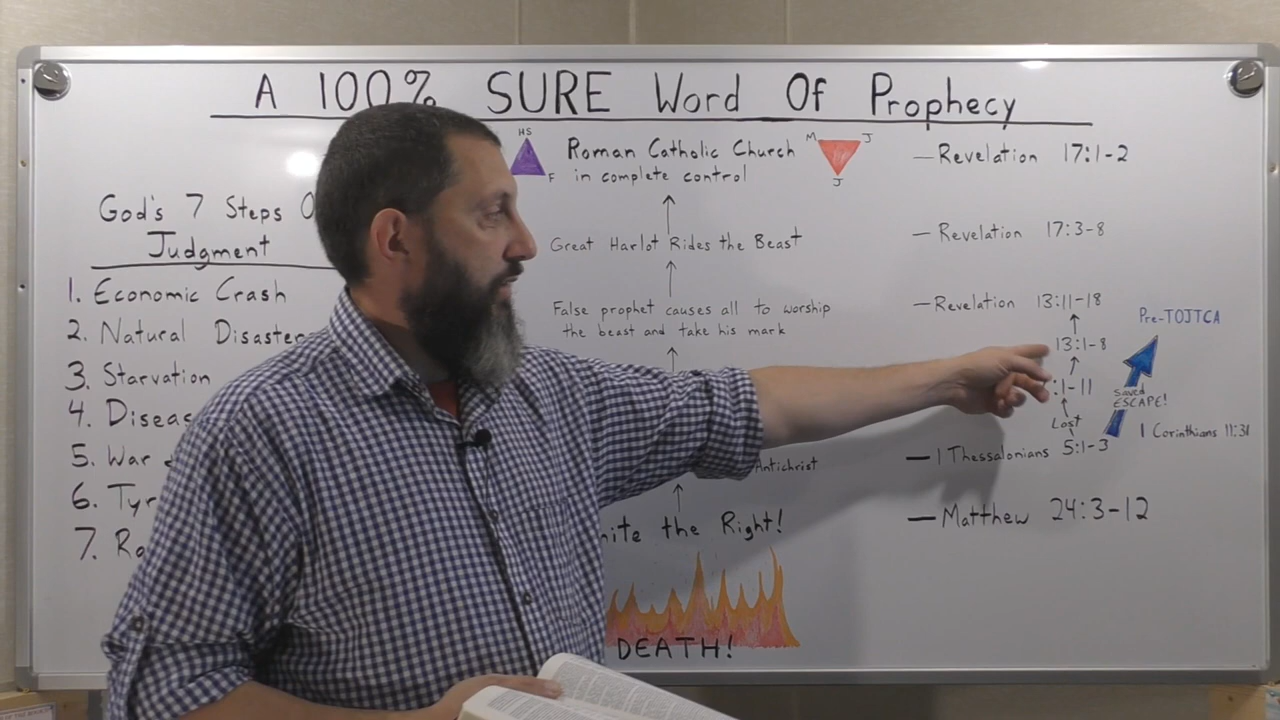 A 100% SURE Word Of Prophecy
God's 7 Steps
Judgment
1. Economic Crash
2. Natural Disaster
3. Starvation
4.
5. War
6.
7.
HS
F
Roman Catholic Church
in complete control
M J
J
Great Harlot Rides the Beast
False prophet causes all to worship
the beast and take his mark
Antichrist
the Right!
DEATH!
— Revelation 17:1-2
— Revelation 17:3-8
— Revelation 13:11-18
13:1-8
:1-11
Lost
— 1 Thessalonians 5:1-3
— Matthew 24:3-12
Pre-TOJTCA
Saved
ESCAPE!
1 Corinthians 11:31